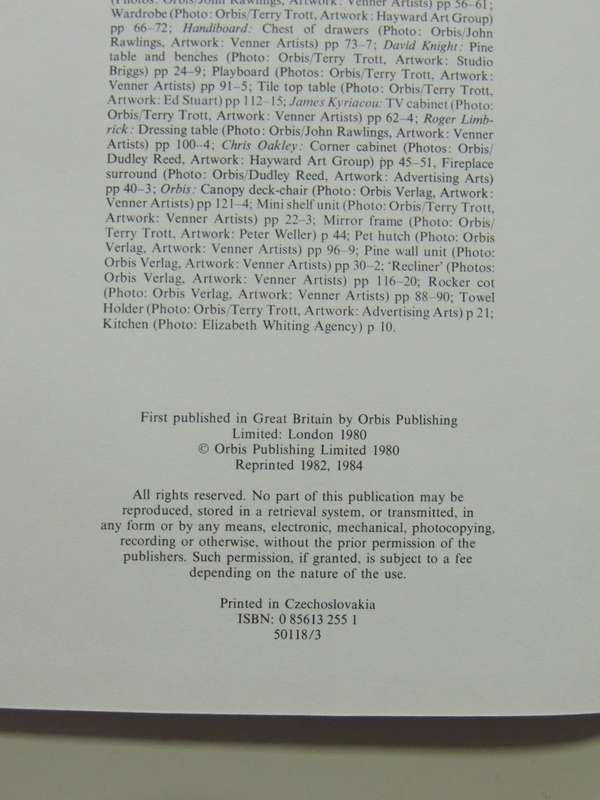 (Photos: Orbis/John Rawlings, Artwork: Venner Artists) pp 56–61;
Wardrobe (Photo: Orbis/Terry Trott, Artwork: Hayward Art Group)
pp 66–72; Handiboard: Chest of drawers (Photo: Orbis/John
Rawlings, Artwork: Venner Artists) pp 73–7; David Knight: Pine
table and benches (Photo: Orbis/Terry Trott, Artwork: Studio
Briggs) pp 24–9; Playboard (Photos: Orbis/Terry Trott, Artwork:
Venner Artists) pp 91–5; Tile top table (Photo: Orbis/Terry Trott,
Artwork: Ed Stuart) pp 112–15; James Kyriacou: TV cabinet (Photo:
Orbis/Terry Trott, Artwork: Venner Artists) pp 62–4; Roger Limb-
rick: Dressing table (Photo: Orbis/John Rawlings, Artwork: Venner
Artists) pp 100–4; Chris Oakley: Corner cabinet (Photos: Orbis/
Dudley Reed, Artwork: Hayward Art Group) pp 45–51, Fireplace
surround (Photo: Orbis/Dudley Reed, Artwork: Advertising Arts)
pp 40–3; Orbis: Canopy deck-chair (Photo: Orbis Verlag, Artwork:
Venner Artists) pp 121–4; Mini shelf unit (Photo: Orbis/Terry Trott,
Artwork: Venner Artists) pp 22–3; Mirror frame (Photo: Orbis/
Terry Trott, Artwork: Peter Weller) p 44; Pet hutch (Photo: Orbis
Verlag, Artwork: Venner Artists) pp 96–9; Pine wall unit (Photo:
Orbis Verlag, Artwork: Venner Artists) pp 30–2; ‘Recliner’ (Photos:
Orbis Verlag, Artwork: Venner Artists) pp 116–20; Rocker cot
(Photo: Orbis Verlag, Artwork: Venner Artists) pp 88–90; Towel
Holder (Photo: Orbis/Terry Trott, Artwork: Advertising Arts) p 21;
Kitchen (Photo: Elizabeth Whiting Agency) p 10.
First published in Great Britain by Orbis Publishing
Limited: London 1980
© Orbis Publishing Limited 1980
Reprinted 1982, 1984
All rights reserved. No part of this publication may be
reproduced, stored in a retrieval system, or transmitted, in
any form or by any means, electronic, mechanical, photocopying,
recording or otherwise, without the prior permission of the
publishers. Such permission, if granted, is subject to a fee
depending on the nature of the use.
Printed in Czechoslovakia
ISBN: 0 85613 255 1
50118/3